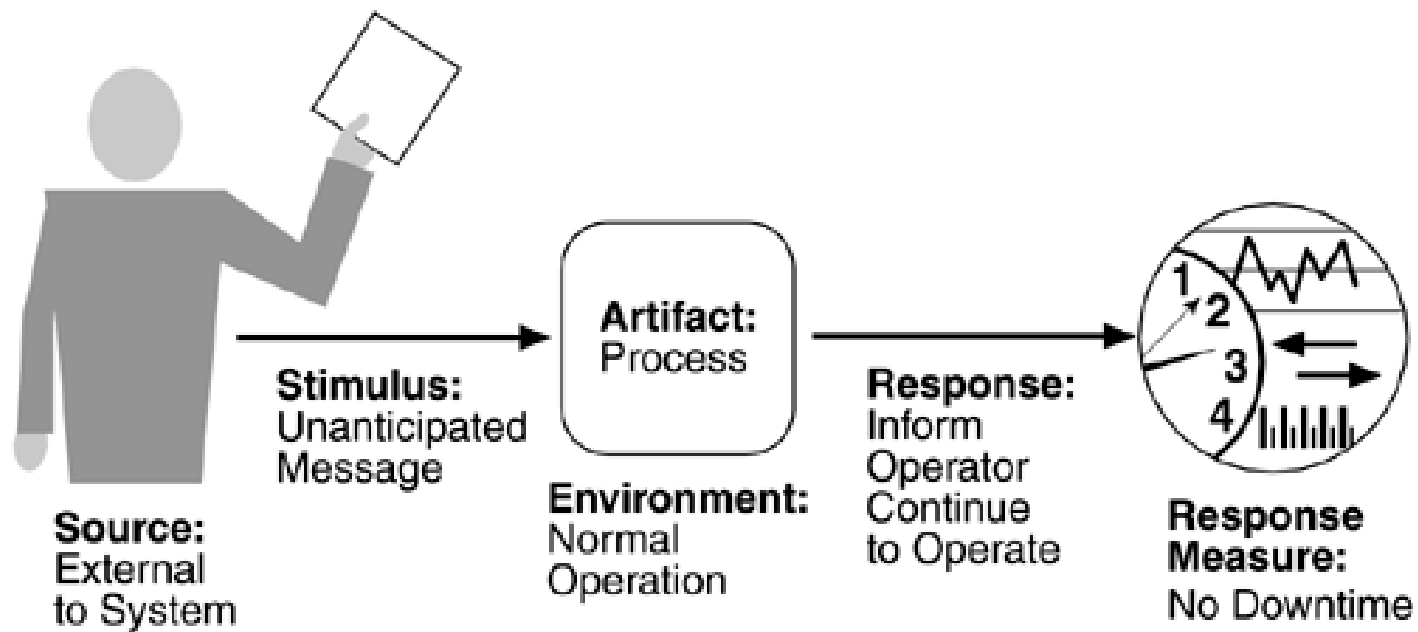 Source:
External
to System
Stimulus:
Unanticipated
Message
Artifact:
Process
Environment:
Normal
Operation
Response:
Inform
Operator
Continue
to Operate
1
2
3
4
Response
Measure:
No Downtime